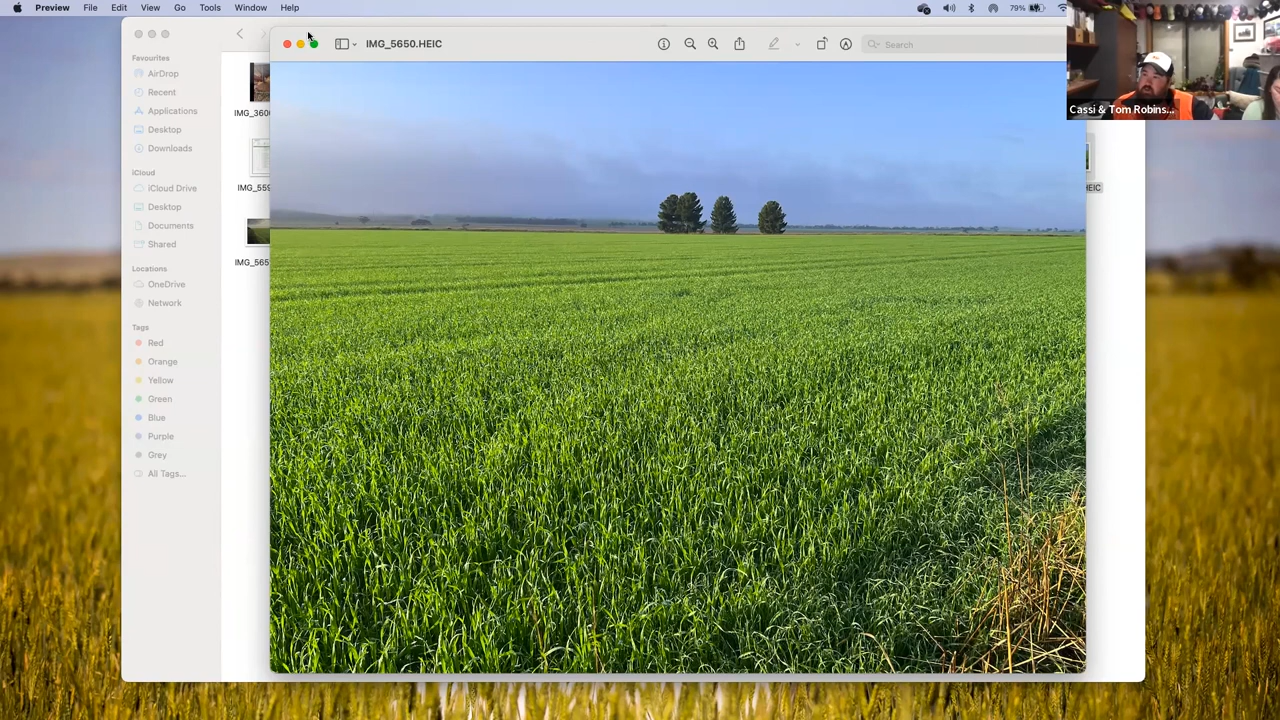 Preview File Edit View Go Tools Window Help 79%
IMG_5650.HEIC Search
Cassi & Tom Robins...
Favourites
AirDrop
Recent
Applications
Desktop
Downloads
iCloud
iCloud Drive
Desktop
Documents
Shared
Locations
OneDrive
Network
Tags
Red
Orange
Yellow
Green
Blue
Purple
Grey
All Tags...
IMG_360
IMG_559
IMG_565
HEIC